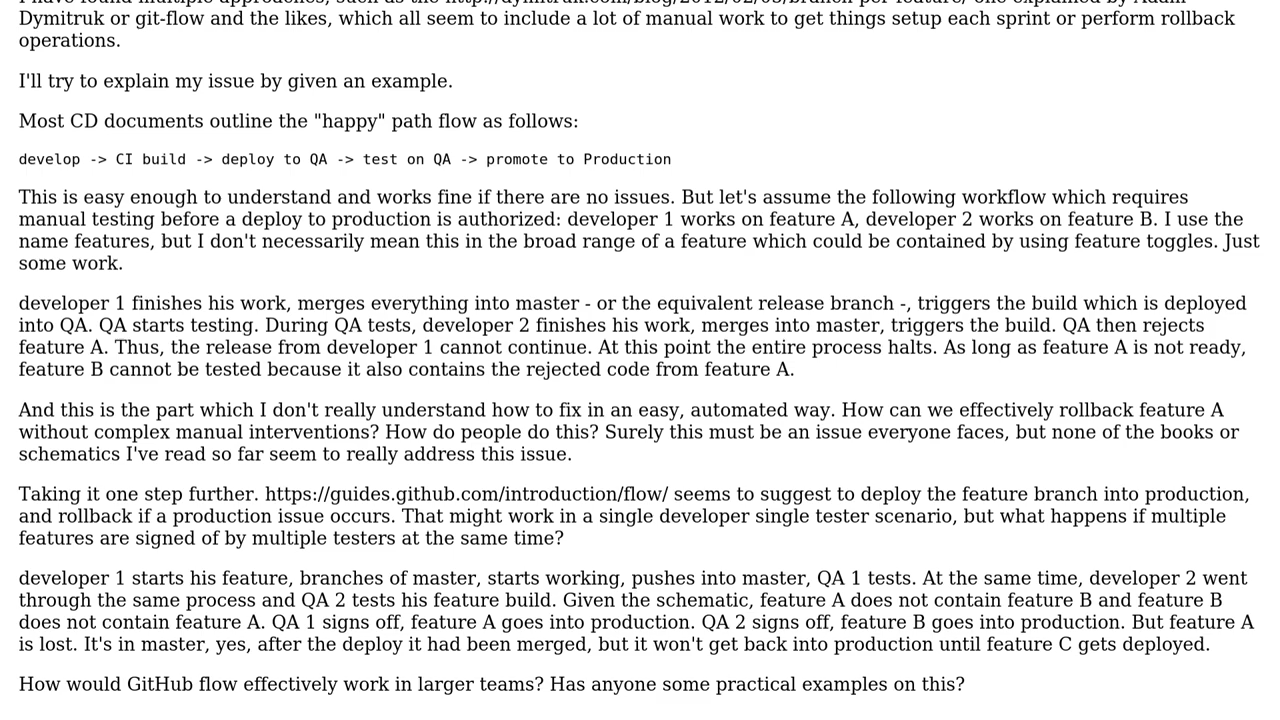 Dymitruk or git-flow and the likes, which all seem to include a lot of manual work to get things setup each sprint or perform rollback
operations.
I'll try to explain my issue by given an example.
Most CD documents outline the "happy" path flow as follows:
develop -> CI build -> deploy to QA -> test on QA -> promote to Production
This is easy enough to understand and works fine if there are no issues. But let's assume the following workflow which requires
manual testing before a deploy to production is authorized: developer 1 works on feature A, developer 2 works on feature B. I use the
name features, but I don't necessarily mean this in the broad range of a feature which could be contained by using feature toggles. Just
some work.
developer 1 finishes his work, merges everything into master - or the equivalent release branch -, triggers the build which is deployed
into QA. QA starts testing. During QA tests, developer 2 finishes his work, merges into master, triggers the build. QA then rejects
feature A. Thus, the release from developer 1 cannot continue. At this point the entire process halts. As long as feature A is not ready,
feature B cannot be tested because it also contains the rejected code from feature A.
And this is the part which I don't really understand how to fix in an easy, automated way. How can we effectively rollback feature A
without complex manual interventions? How do people do this? Surely this must be an issue everyone faces, but none of the books or
schematics I've read so far seem to really address this issue.
Taking it one step further. https://guides.github.com/introduction/flow/ seems to suggest to deploy the feature branch into production,
and rollback if a production issue occurs. That might work in a single developer single tester scenario, but what happens if multiple
features are signed of by multiple testers at the same time?
developer 1 starts his feature, branches of master, starts working, pushes into master, QA 1 tests. At the same time, developer 2 went
through the same process and QA 2 tests his feature build. Given the schematic, feature A does not contain feature B and feature B
does not contain feature A. QA 1 signs off, feature A goes into production. QA 2 signs off, feature B goes into production. But feature A
is lost. It's in master, yes, after the deploy it had been merged, but it won't get back into production until feature C gets deployed.
How would GitHub flow effectively work in larger teams? Has anyone some practical examples on this?